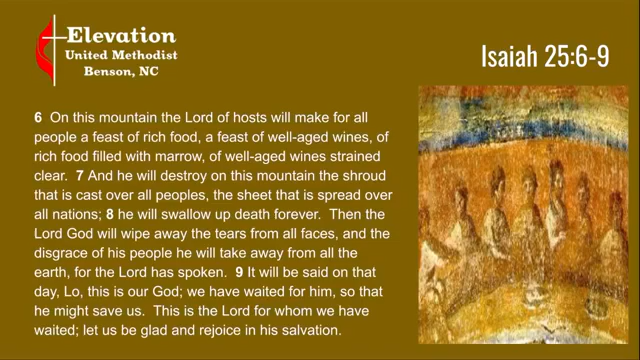 Elevation
United Methodist
Benson, NC
Isaiah 25:6-9
6 On this mountain the Lord of hosts will make for all
people a feast of rich food, a feast of well-aged wines, of
rich food filled with marrow, of well-aged wines strained
clear. 7 And he will destroy on this mountain the shroud
that is cast over all peoples, the sheet that is spread over
all nations; 8 he will swallow up death forever. Then the
Lord God will wipe away the tears from all faces, and the
disgrace of his people he will take away from all the
earth, for the Lord has spoken. 9 It will be said on that
day, Lo, this is our God; we have waited for him, so that
he might save us. This is the Lord for whom we have
waited; let us be glad and rejoice in his salvation.